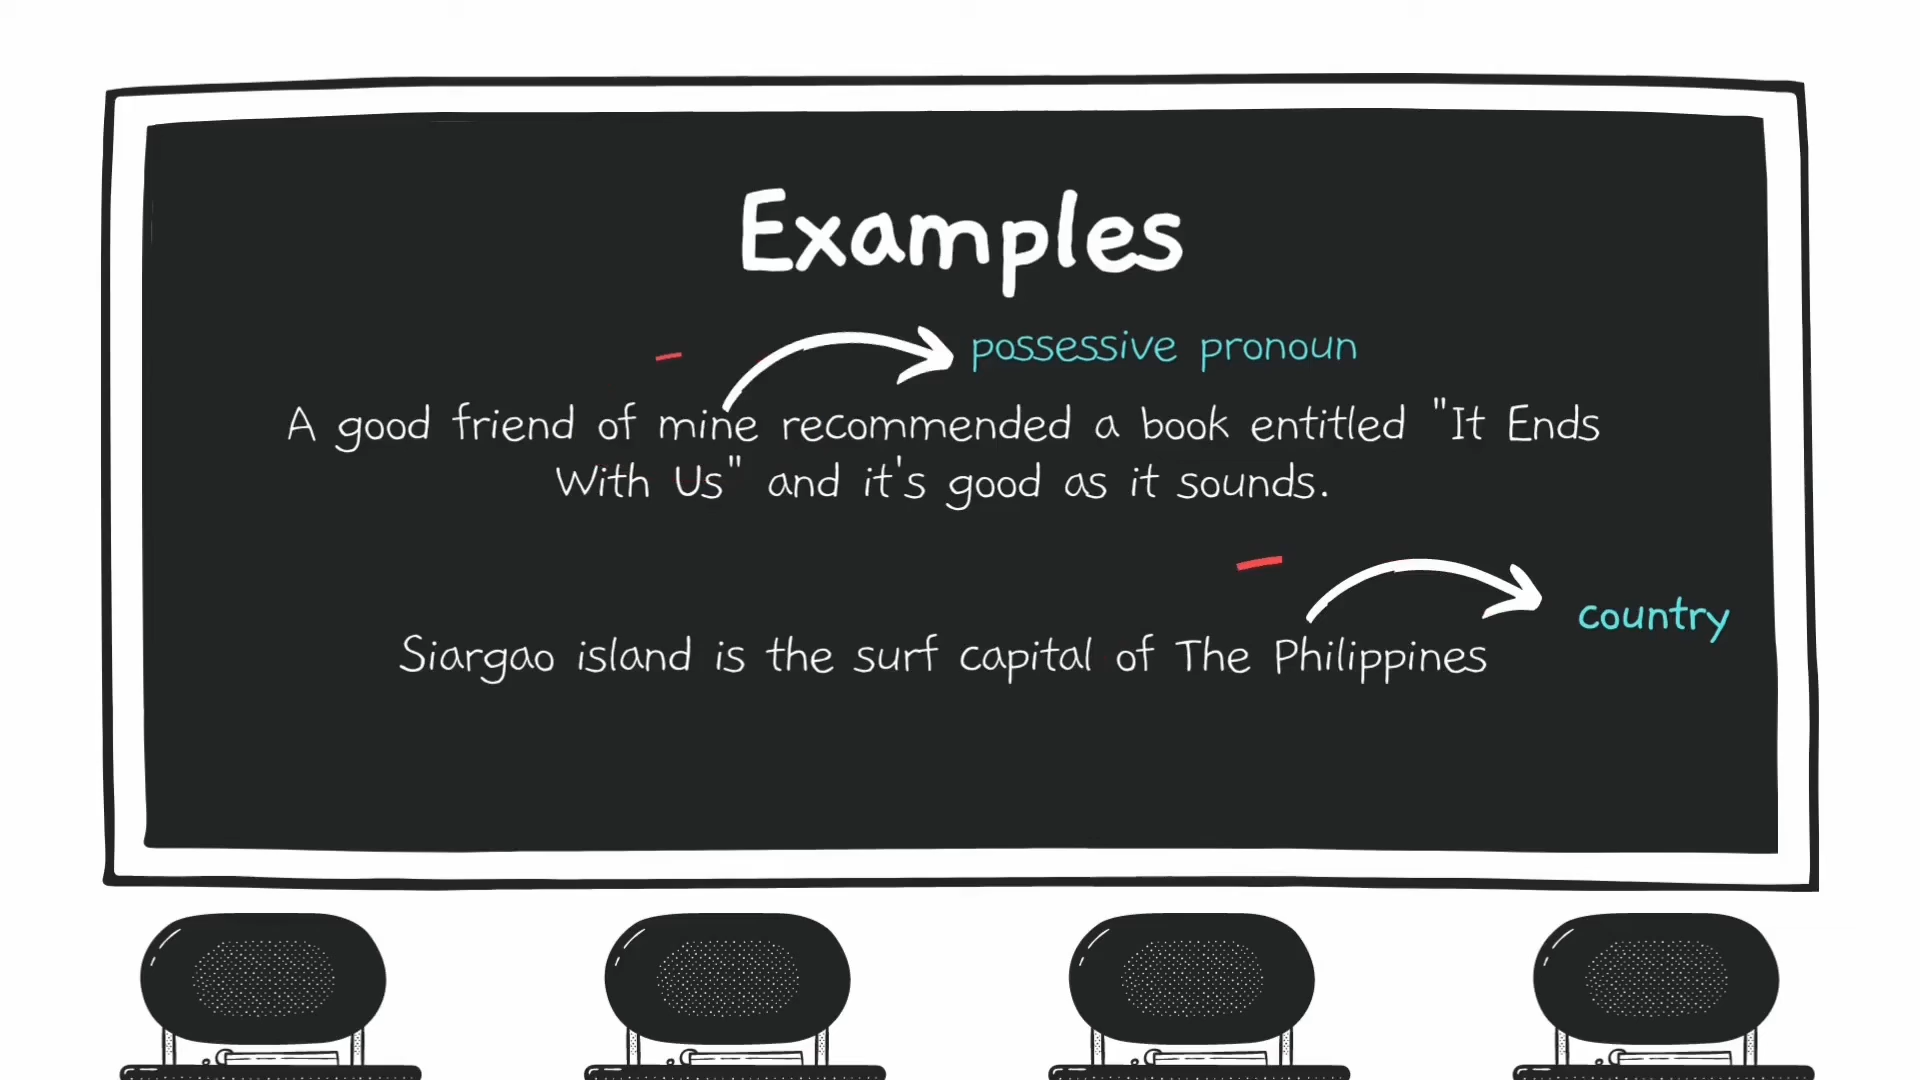 Examples
possessive pronoun
A good friend of mine recommended a book entitled "It Ends
With Us" and it's good as it sounds.
country
Siargao island is the surf capital of The Philippines